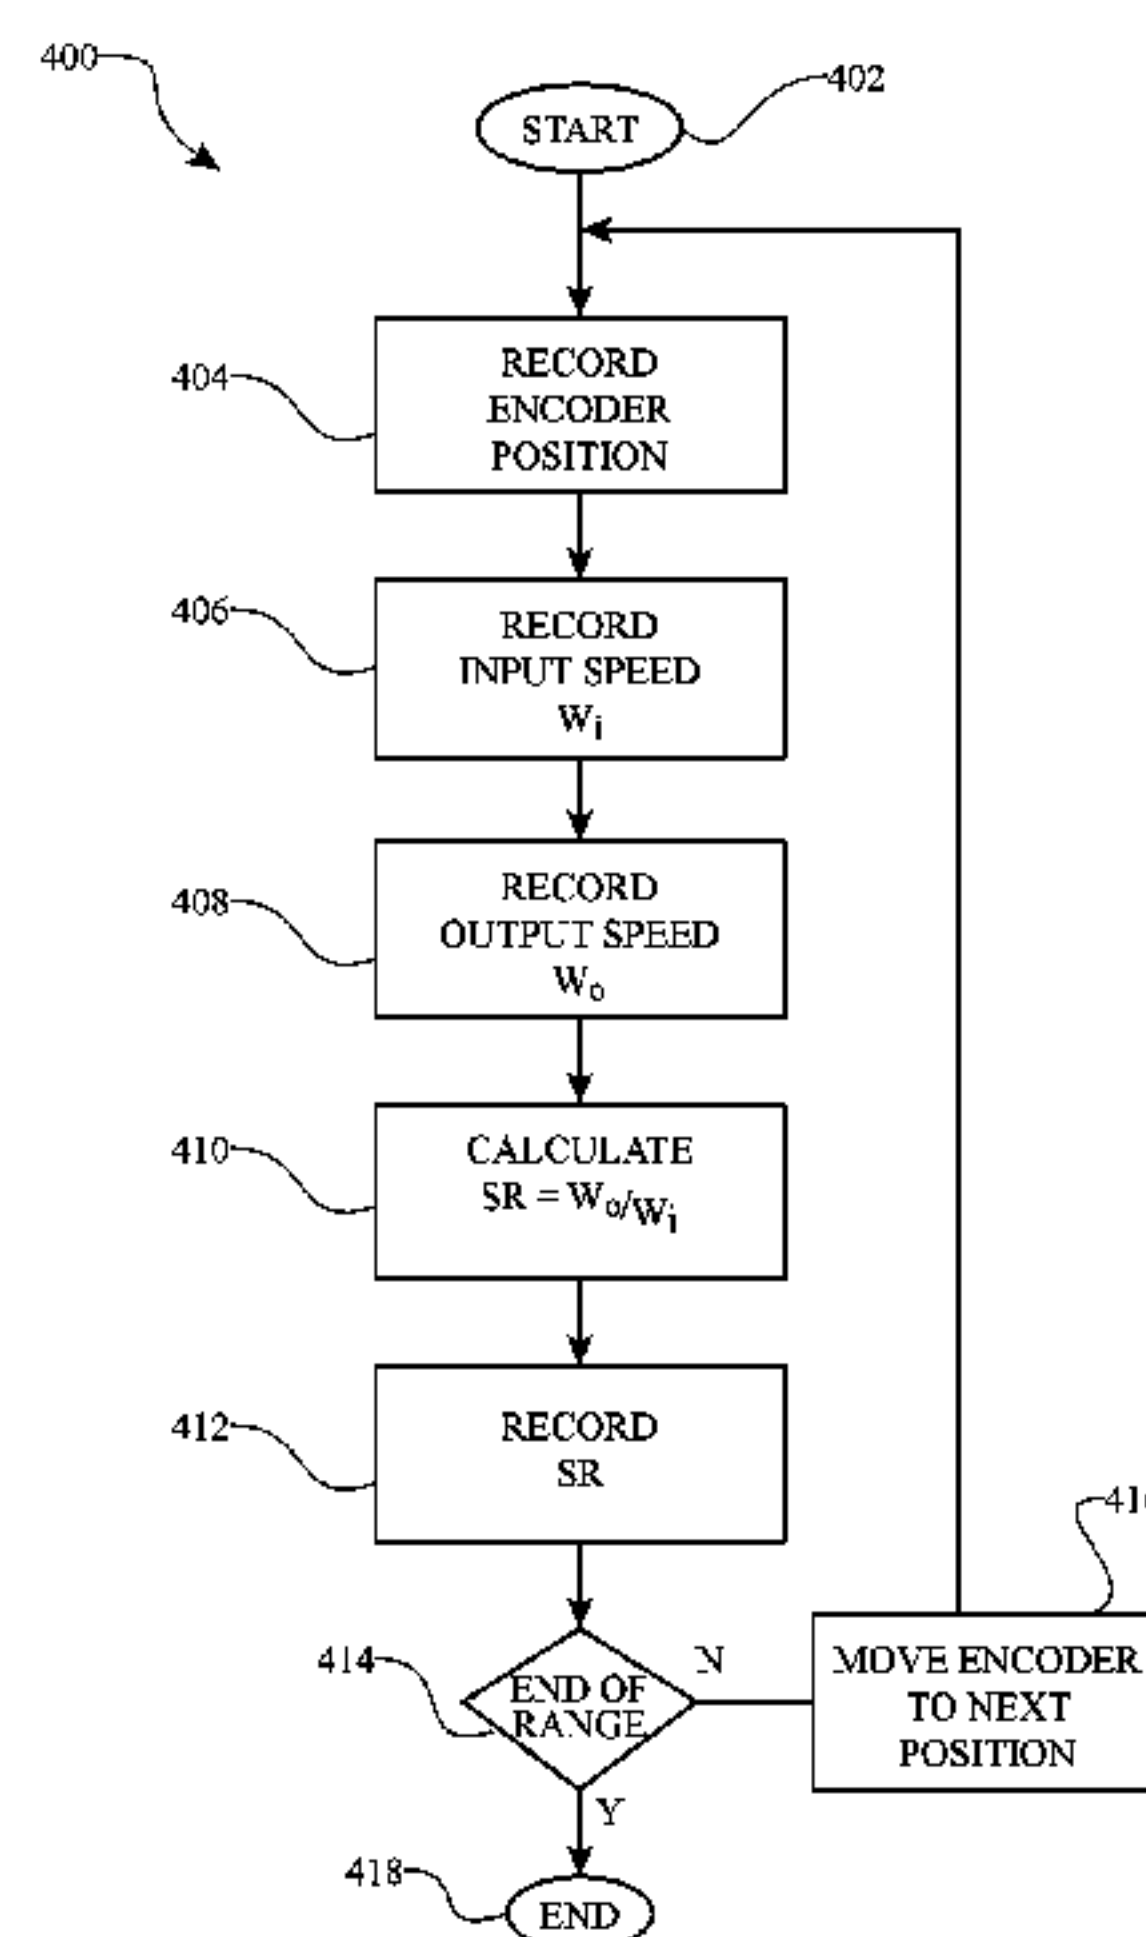 400
402
START
404
RECORD
ENCODER
POSITION
406
RECORD
INPUT SPEED
Wi
408
RECORD
OUTPUT SPEED
Wo
410
CALCULATE
SR = Wo/Wi
412
RECORD
SR
414
END OF
RANGE
N
MOVE ENCODER
TO NEXT
POSITION
Y
418
END